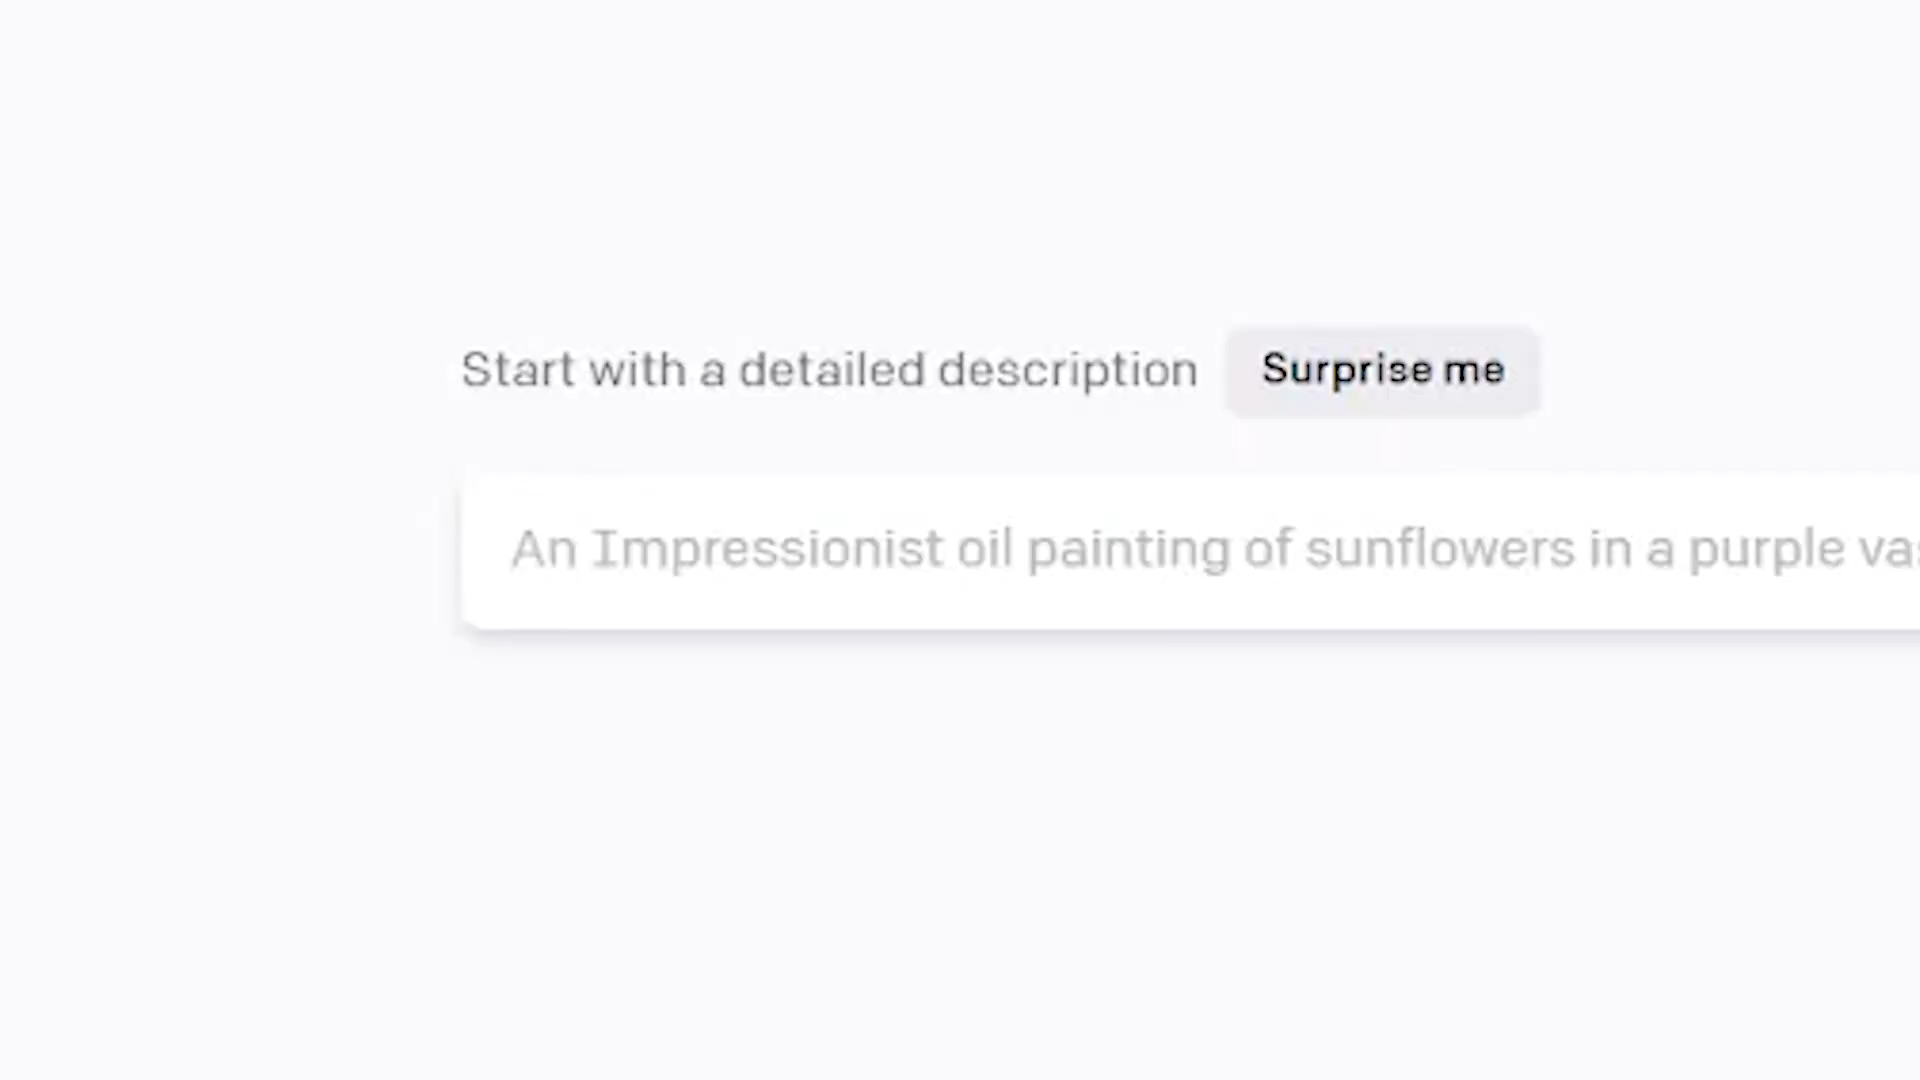 Start with a detailed description Surprise me
An Impressionist oil painting of sunflowers in a purple